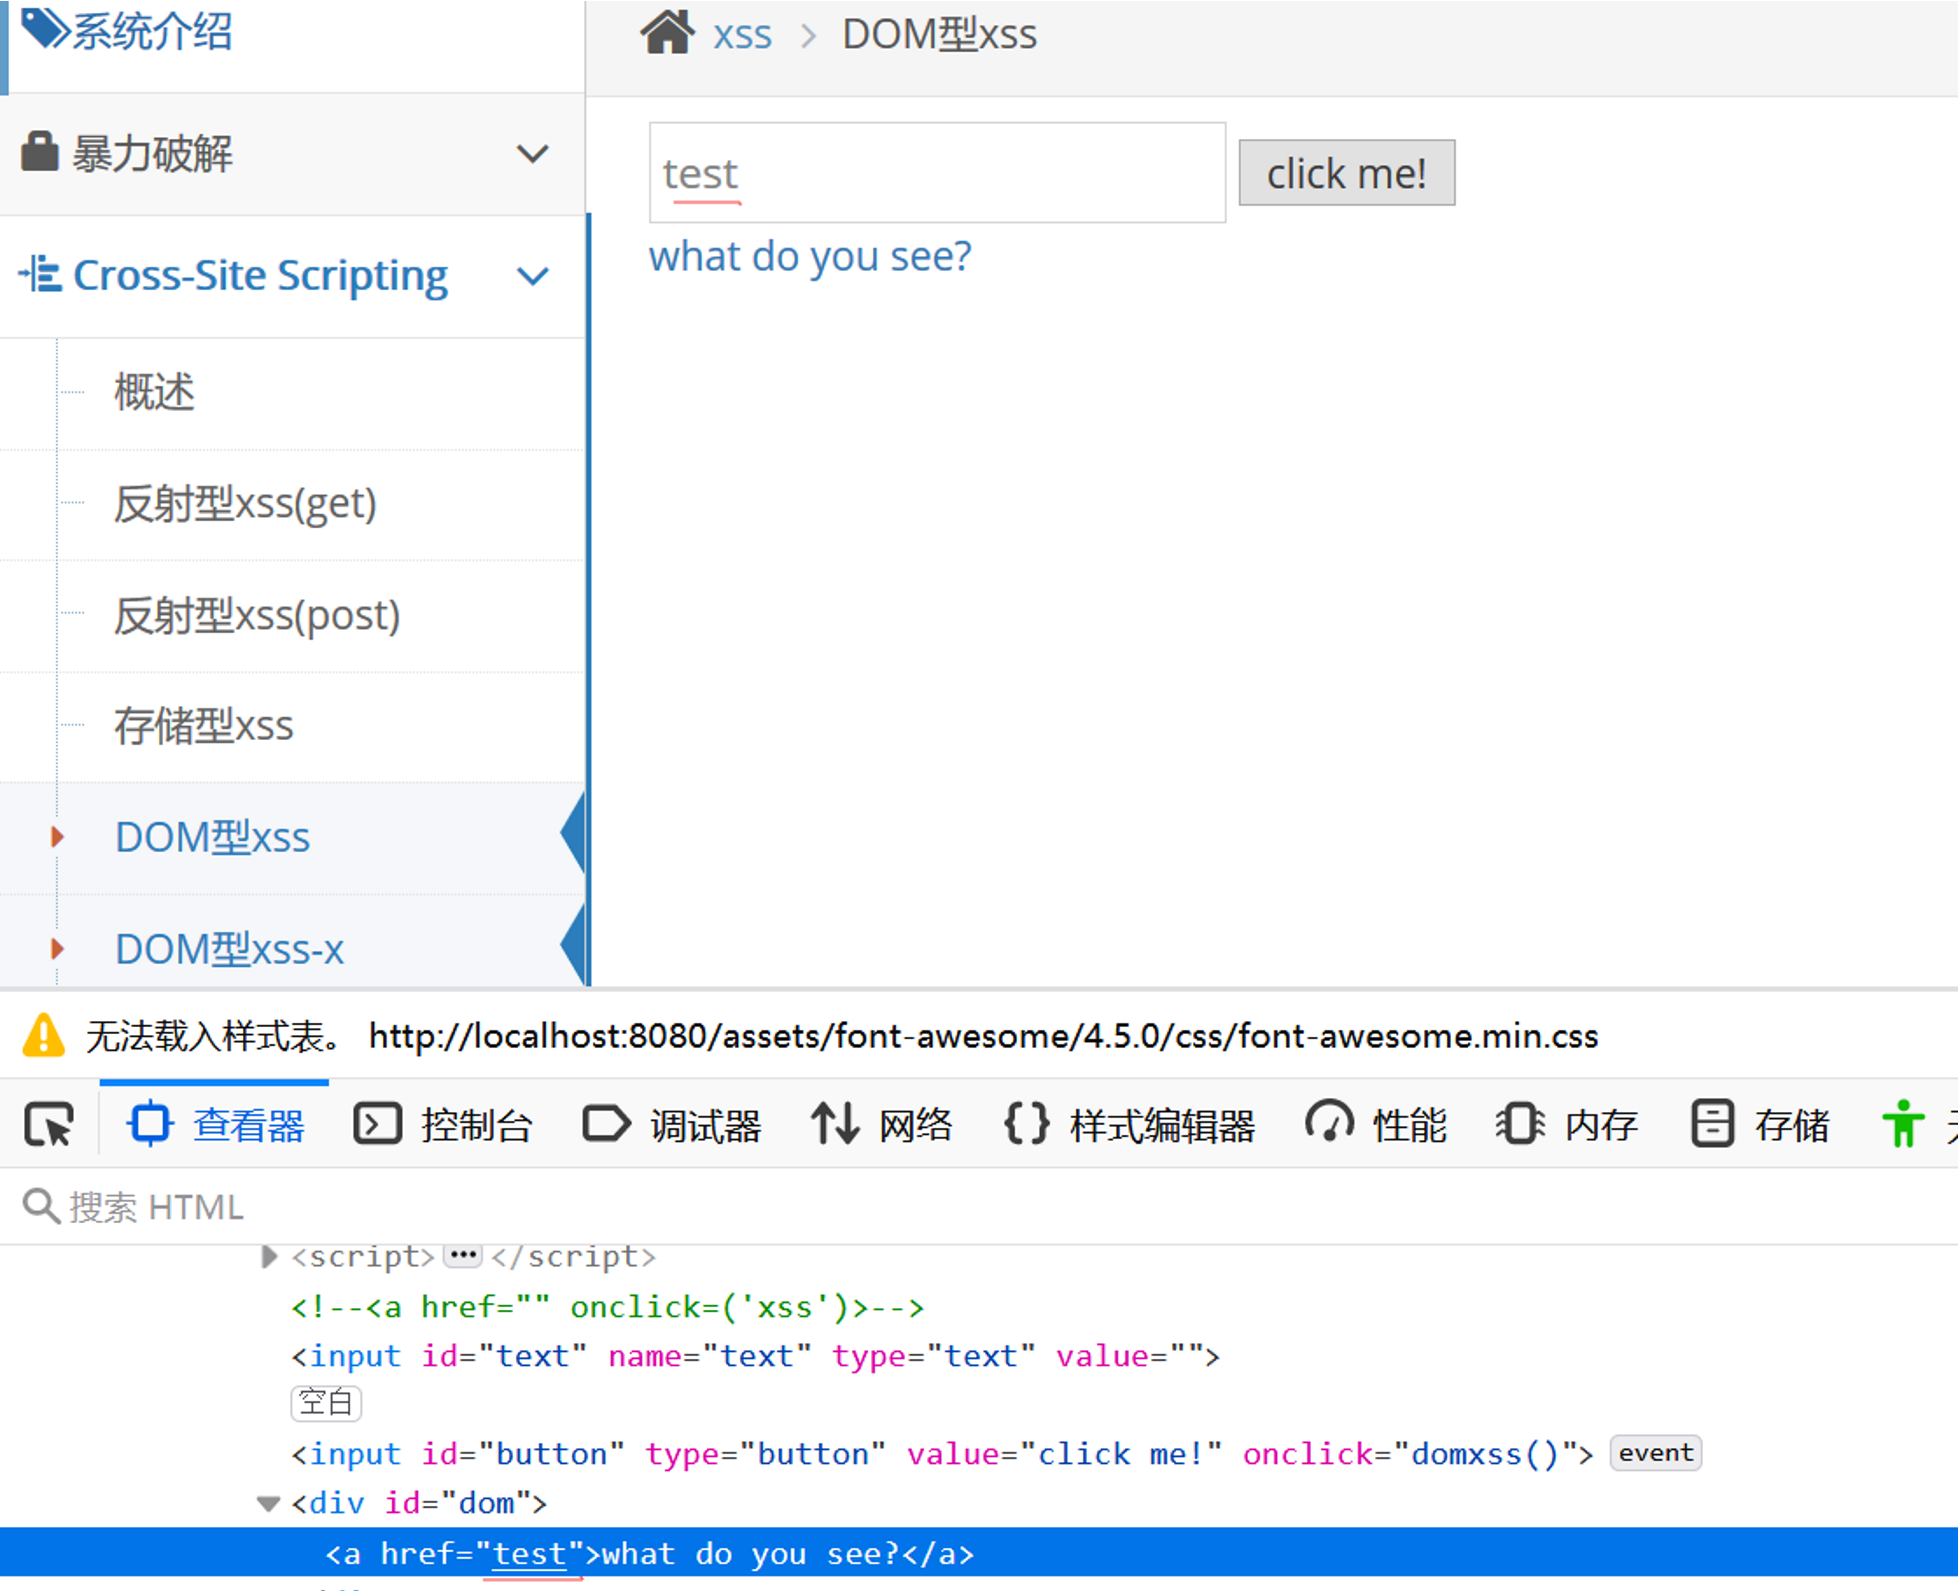 系统介绍
xss > DOM型xss
暴力破解
test
click me!
what do you see?
Cross-Site Scripting
概述
反射型xss(get)
反射型xss(post)
存储型xss
DOM型xss
DOM型xss-x
无法载入样式表。 http://localhost:8080/assets/font-awesome/4.5.0/css/font-awesome.min.css
查看器 控制台 调试器 网络 {} 样式编辑器 性能 内存 存储
搜索 HTML
<script>···</script>
<!--<a href="" onclick=('xss')>-->
<input id="text" name="text" type="text" value="">
空白
<input id="button" type="button" value="click me!" onclick="domxss()"> event
<div id="dom">
<a href="test">what do you see?</a>